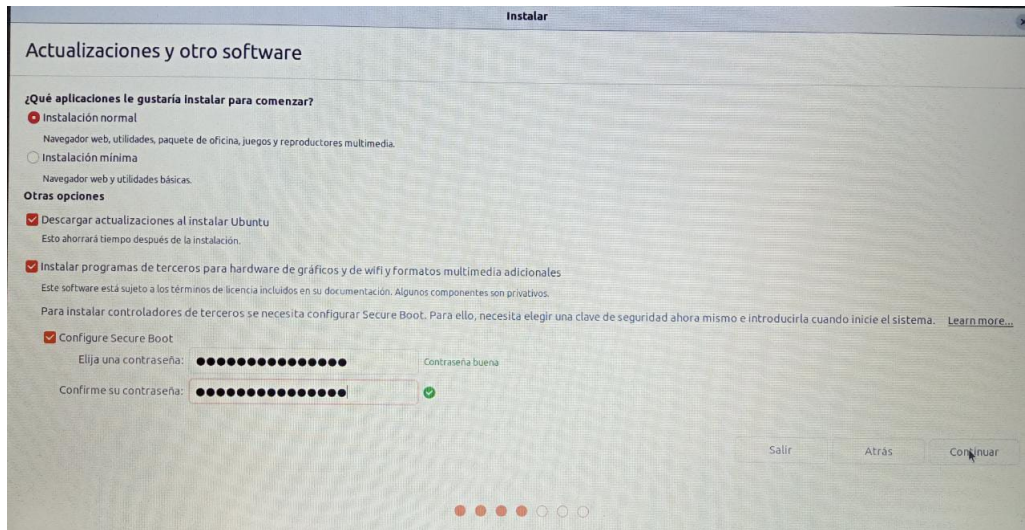 Instalar
Actualizaciones y otro software
¿Qué aplicaciones le gustaría instalar para comenzar?
Instalación normal
Navegador web, utilidades, paquete de oficina, juegos y reproductores multimedia.
Instalación mínima
Navegador web y utilidades básicas.
Otras opciones
Descargar actualizaciones al instalar Ubuntu
Esto ahorrará tiempo después de la instalación.
Instalar programas de terceros para hardware de gráficos y de wifi y formatos multimedia adicionales
Este software está sujeto a los términos de licencia incluidos en su documentación. Algunos componentes son privativos.
Para instalar controladores de terceros se necesita configurar Secure Boot. Para ello, necesita elegir una clave de seguridad ahora mismo e introducirla cuando inicie el sistema. Learn more...
Configure Secure Boot
Elija una contraseña: ●●●●●●●●●●●●●●● Contraseña buena
Confirme su contraseña: ●●●●●●●●●●●●●●●
Salir Atrás Continuar